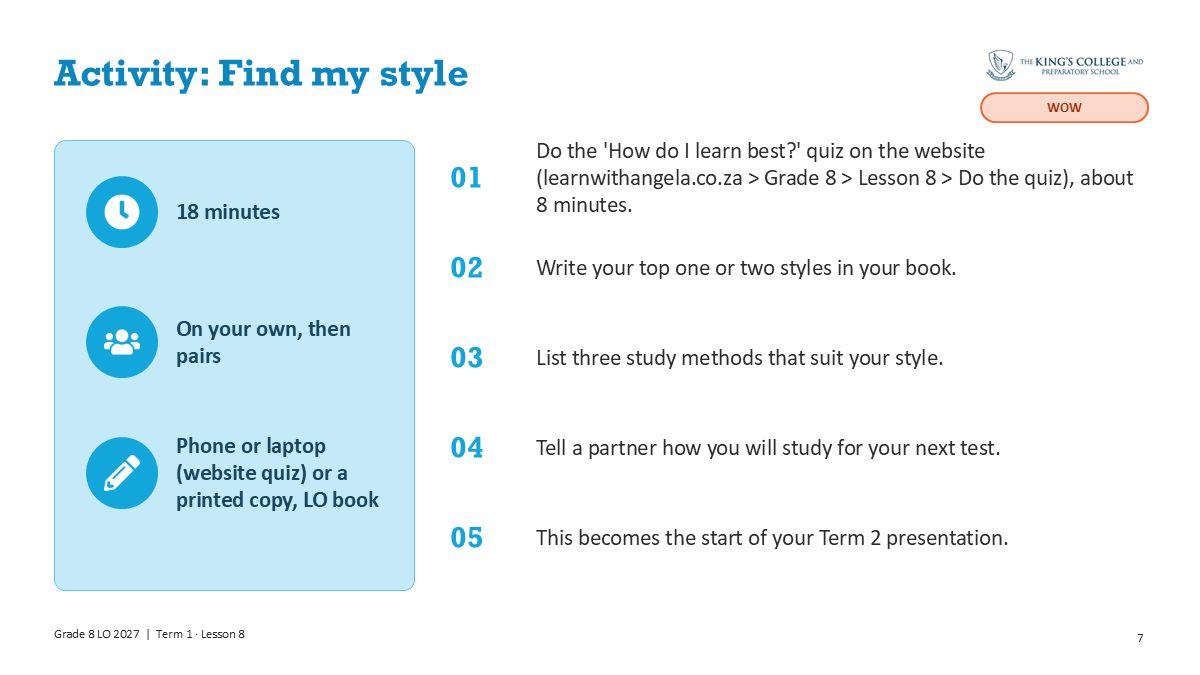 Activity: Find my style
THE KING'S COLLEGE AND
PREPARATORY SCHOOL
WOW
18 minutes
On your own, then
pairs
Phone or laptop
(website quiz) or a
printed copy, LO book
01
Do the 'How do I learn best?' quiz on the website
(learnwithangela.co.za > Grade 8 > Lesson 8 > Do the quiz), about
8 minutes.
02
Write your top one or two styles in your book.
03
List three study methods that suit your style.
04
Tell a partner how you will study for your next test.
05
This becomes the start of your Term 2 presentation.
Grade 8 LO 2027 | Term 1 · Lesson 8
7